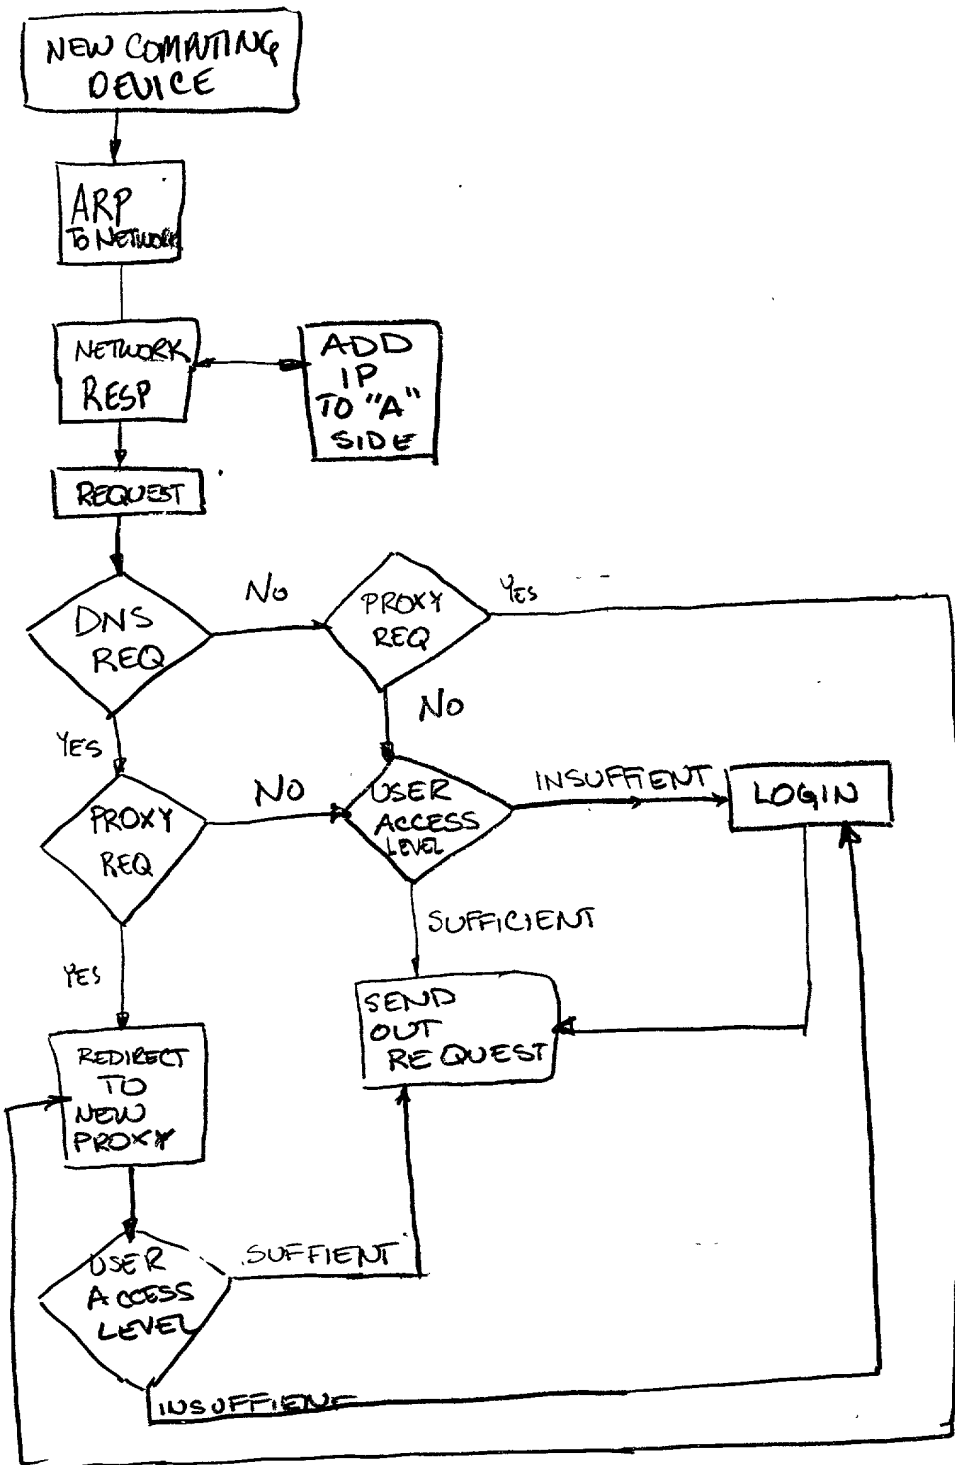 NEW COMPUTING
DEVICE
ARP
TO NETWORK
NETWORK
RESP
ADD
IP
TO "A"
SIDE
REQUEST
DNS
REQ
NO
PROXY
REQ
YES
NO
YES
PROXY
REQ
NO
USER
ACCESS
LEVEL
INSUFFIENT
LOGIN
SUFFICIENT
YES
SEND
OUT
REQUEST
REDIRECT
TO
NEW
PROXY
USER
ACCESS
LEVEL
SUFFIENT
INSUFFIENT